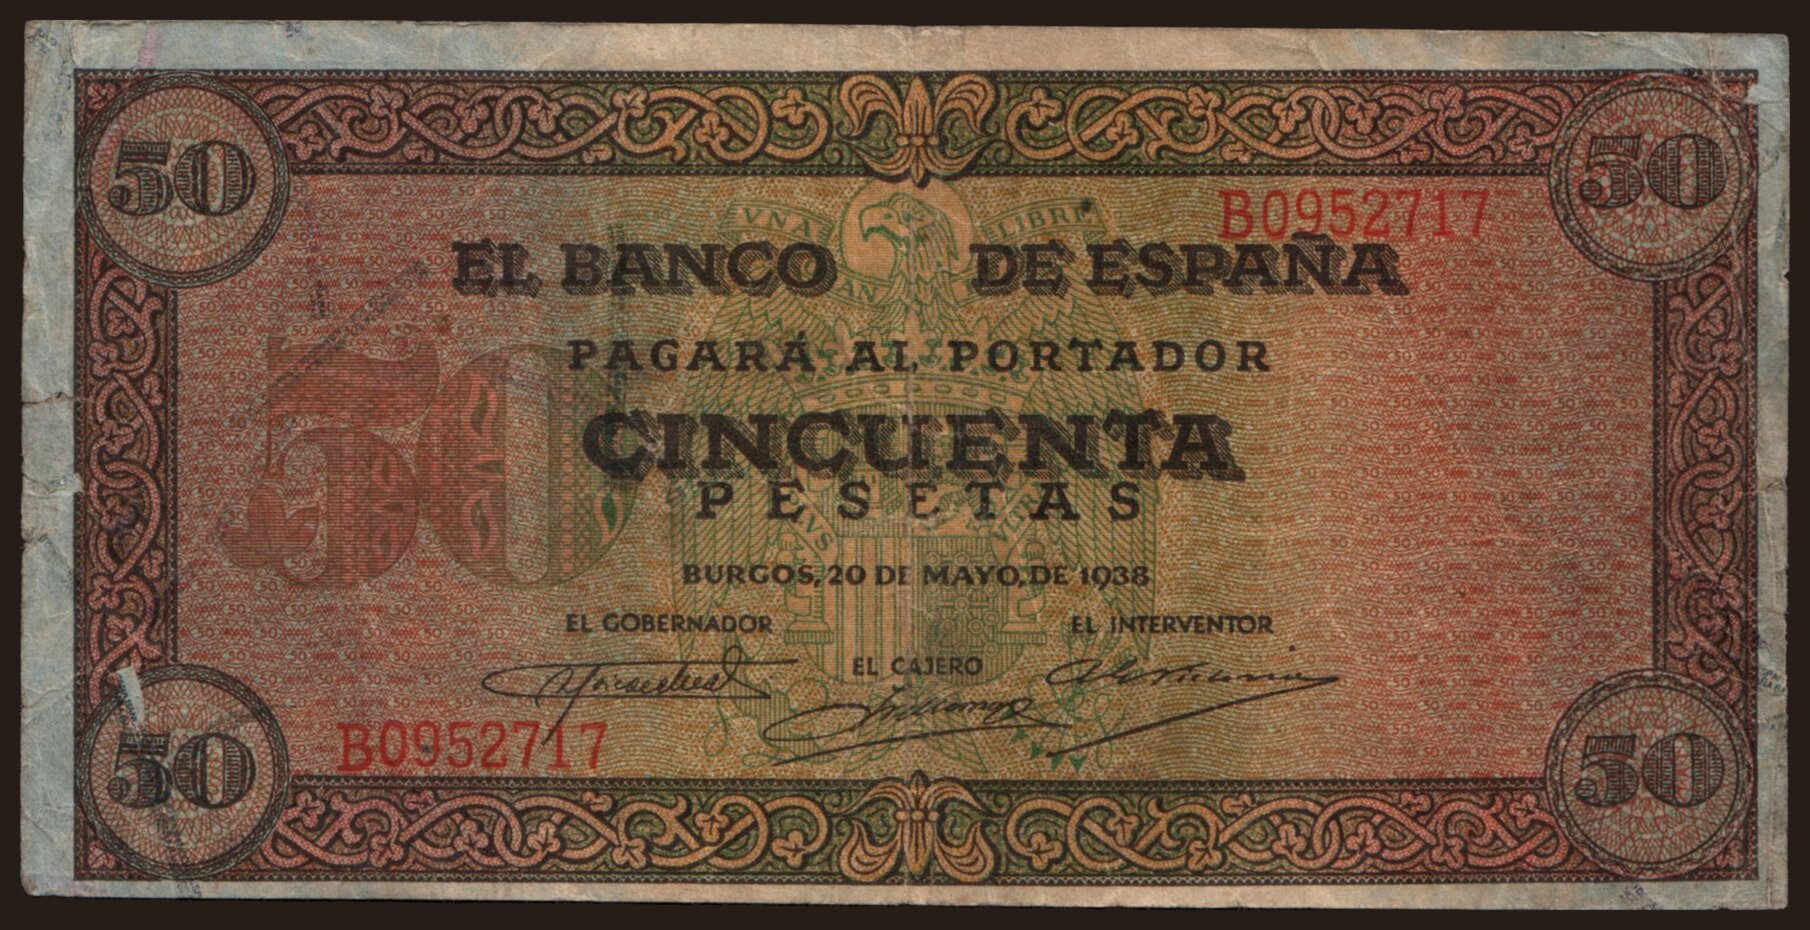 50 50
B0952717
VNA LIBRE
EL BANCO DE ESPAÑA
PAGARÁ AL PORTADOR
50
CINCUENTA
PESETAS
BURGOS, 20 DE MAYO, DE 1938
EL GOBERNADOR EL INTERVENTOR
EL CAJERO
B0952717
50 50